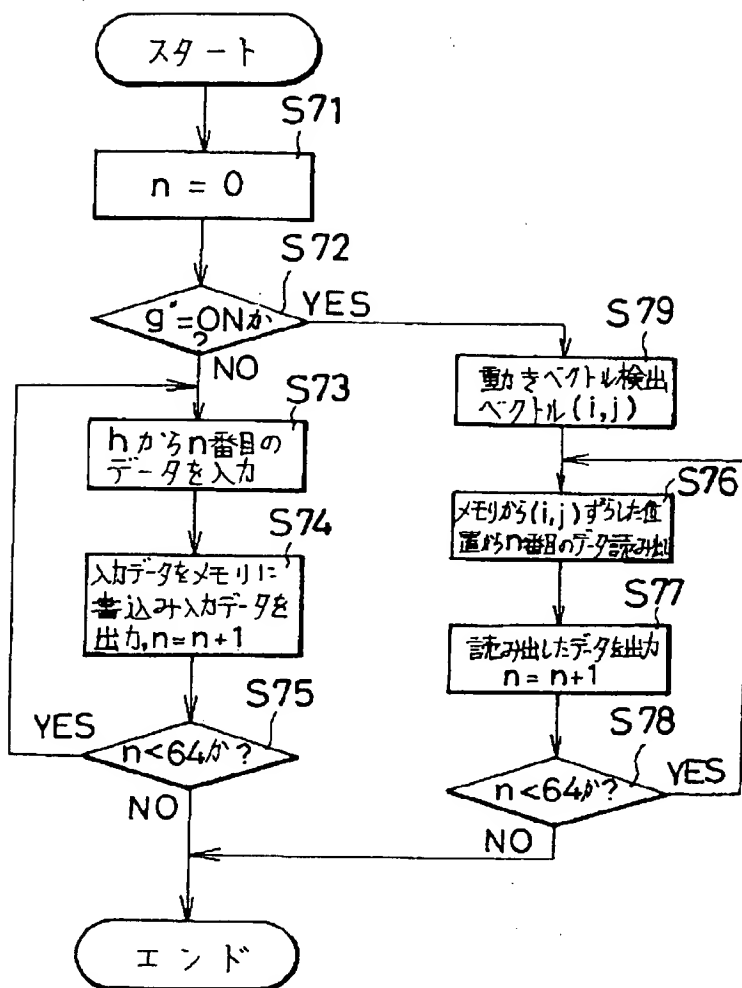 スタート
S71
n = 0
S72
g'=ONか
?
YES
NO
S73
hからn番目の
データを入力
S74
入力データをメモリに
書込み入力データを
出力,n=n+1
S75
n<64か?
YES
NO
S79
動きベクトル検出
ベクトル(i,j)
S76
メモリから(i,j)ずらした位
置からn番目のデータ読み出し
S77
読み出したデータを出力
n=n+1
S78
n<64か?
YES
NO
エンド